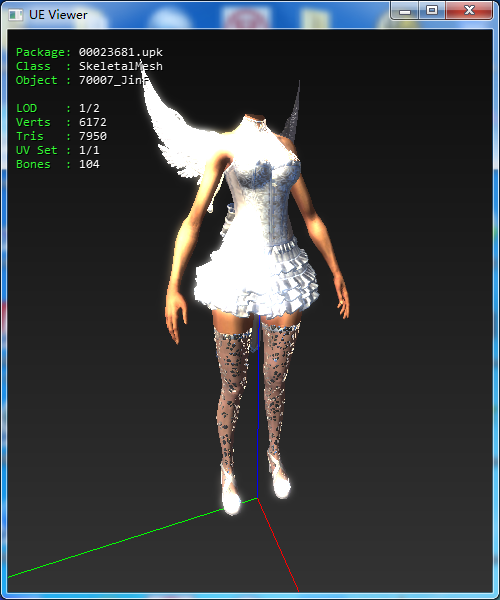 UE Viewer
Package: 00023681.upk
Class : SkeletalMesh
Object : 70007_Jin
LOD : 1/2
Verts : 6172
Tris : 7950
UV Set : 1/1
Bones : 104